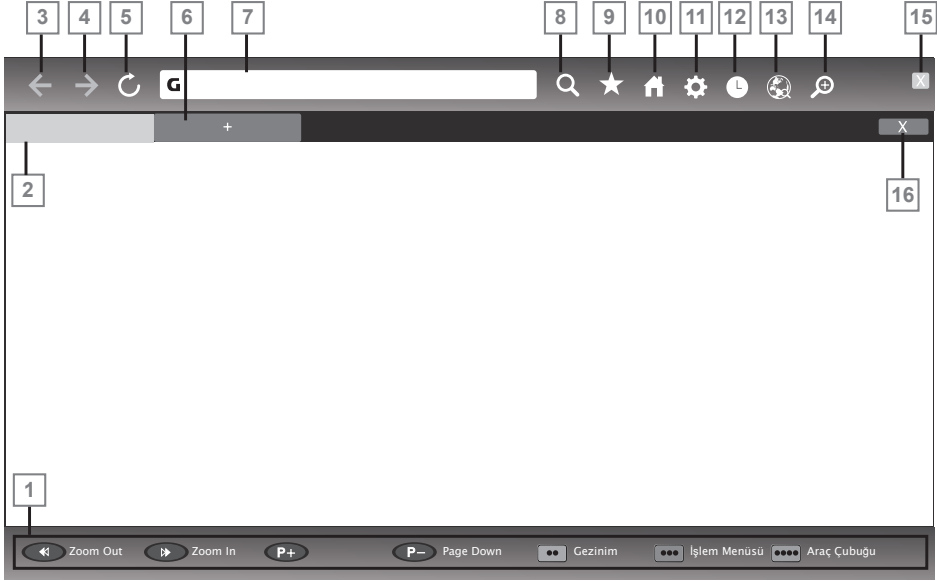 3 4 5 6 7 8 9 10 11 12 13 14 15
G X
+ X
2 16
1
Zoom Out Zoom In P+ P− Page Down Gezinim İşlem Menüsü Araç Çubuğu